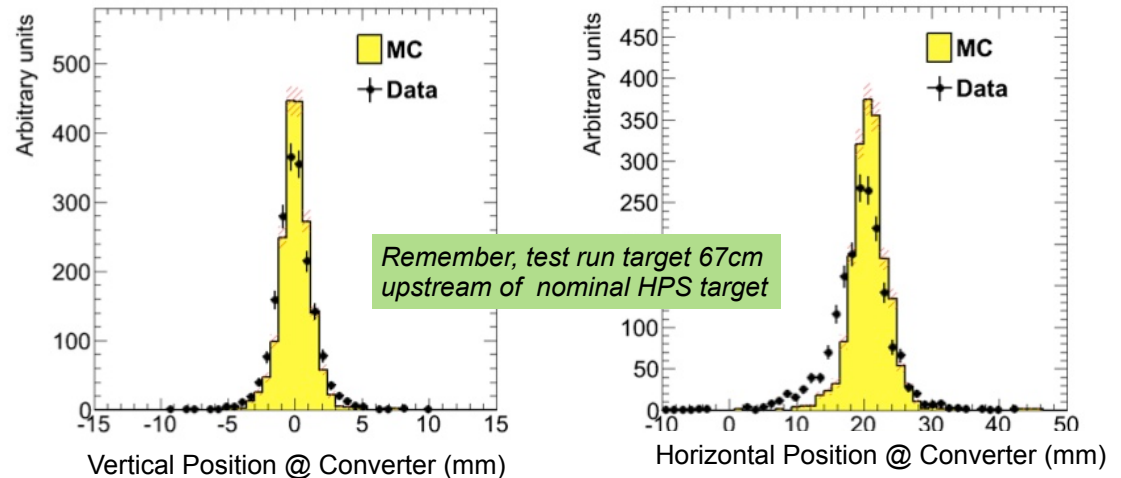 Arbitrary units
500
400
300
200
100
0
-15 -10 -5 0 5 10 15
Vertical Position @ Converter (mm)
MC
Data
Remember, test run target 67cm
upstream of  nominal HPS target
Arbitrary units
450
400
350
300
250
100
50
0
-10 0 10 20 30 40 50
Horizontal Position @ Converter (mm)
MC
Data